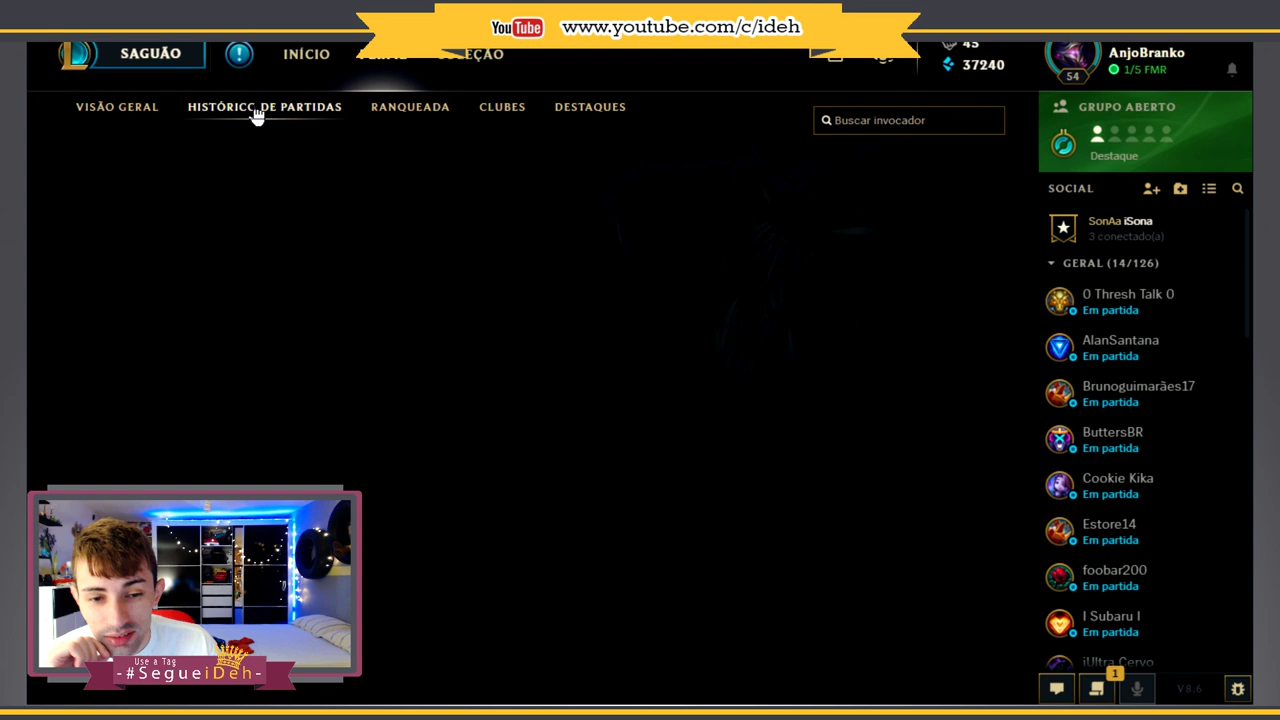 YouTube www.youtube.com/c/ideh
SAGUÃO
INÍCIO
45
37240
AnjoBranko
54
1/5 FMR
VISÃO GERAL
HISTÓRICO DE PARTIDAS
RANQUEADA
CLUBES
DESTAQUES
Buscar invocador
GRUPO ABERTO
Destaque
SOCIAL
SonAa iSona
3 conectado(a)
GERAL (14/126)
0 Thresh Talk 0
Em partida
AlanSantana
Em partida
Brunoguimarães17
Em partida
ButtersBR
Em partida
Cookie Kika
Em partida
Estore14
Em partida
foobar200
Em partida
I Subaru I
Em partida
iUltra Cervo
1
V8.6
Use a Tag
-#SegueiDeh-